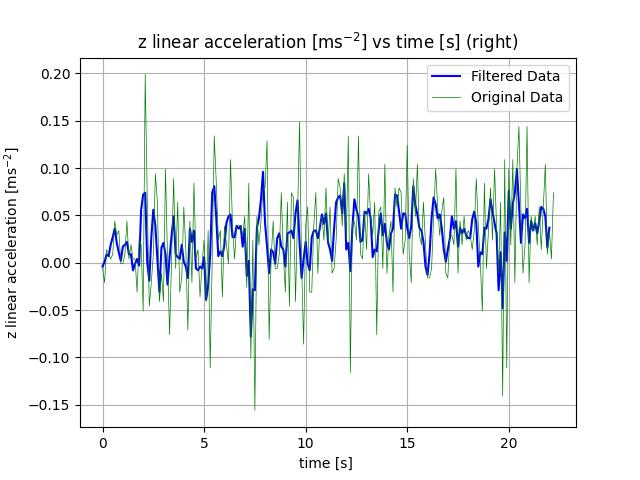 z linear acceleration [ms⁻²] vs time [s] (right)
Filtered Data
Original Data
z linear acceleration [ms⁻²]
0.20
0.15
0.10
0.05
0.00
−0.05
−0.10
−0.15
0 5 10 15 20
time [s]